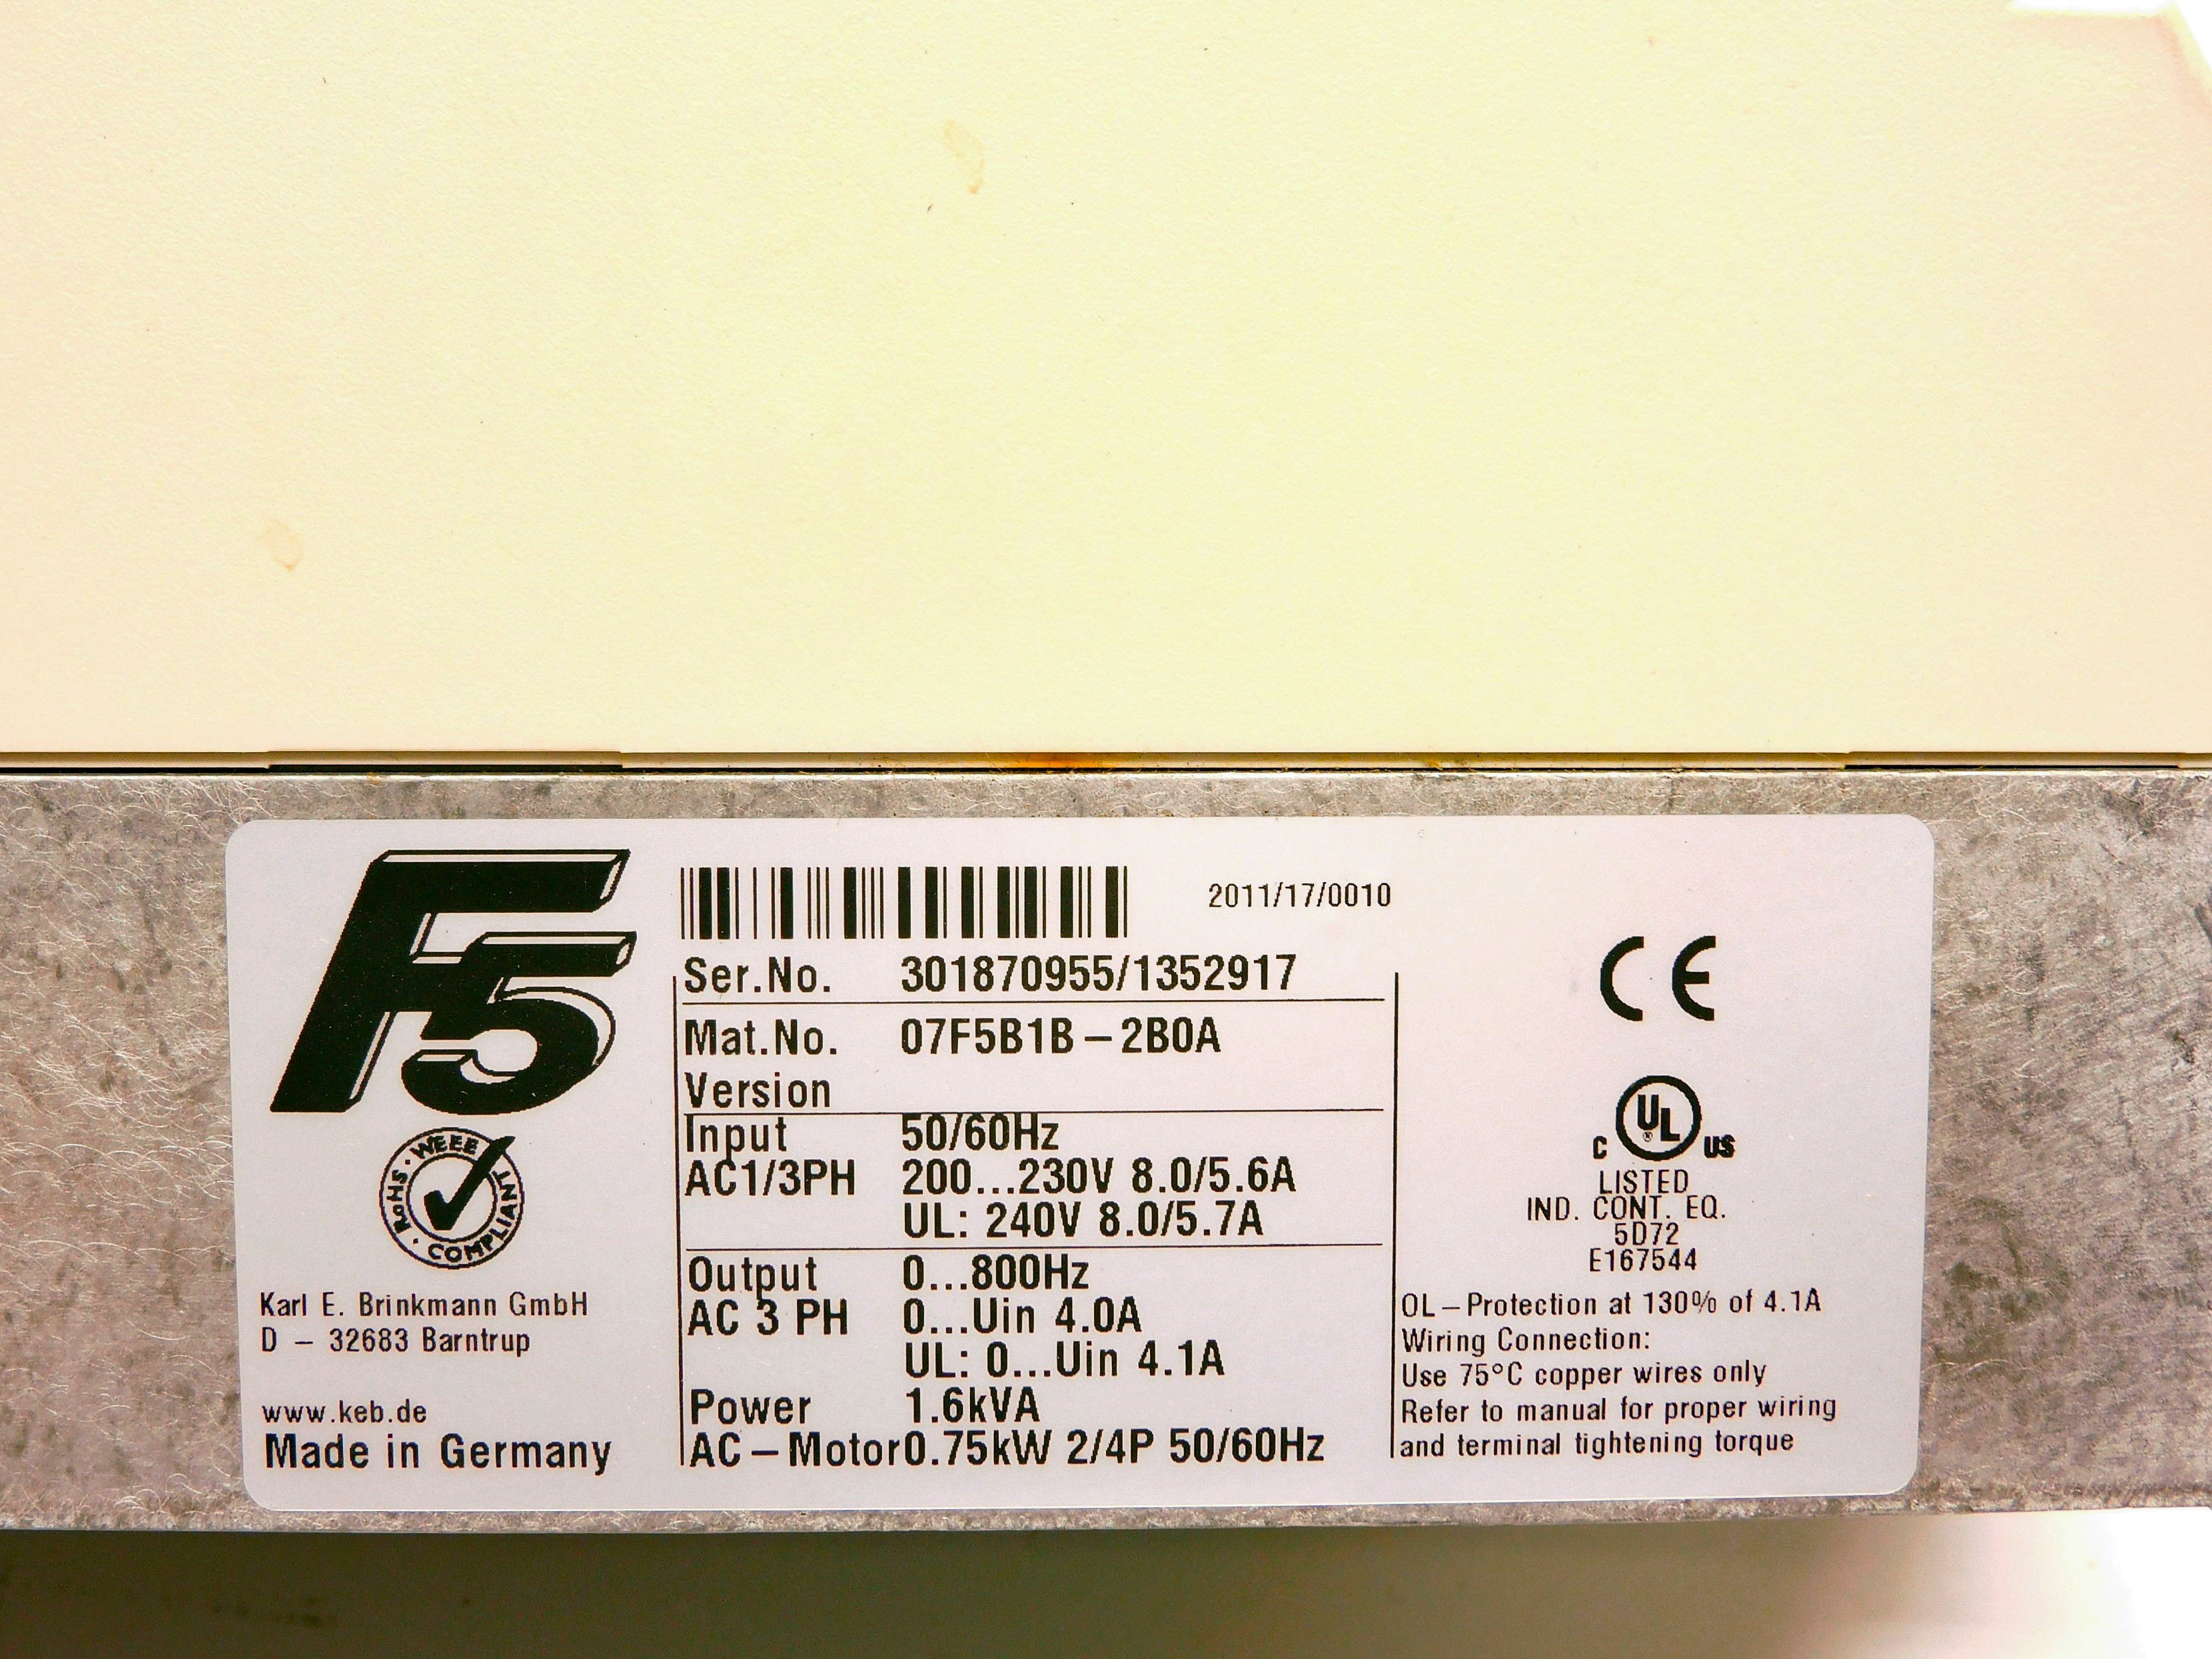 F5
WEEE · COMPLIANT · RoHS ·
Karl E. Brinkmann GmbH
D – 32683 Barntrup
www.keb.de
Made in Germany
2011/17/0010
Ser.No. 301870955/1352917
Mat.No. 07F5B1B – 2B0A
Version
Input 50/60Hz
AC1/3PH 200...230V 8.0/5.6A
UL: 240V 8.0/5.7A
Output 0...800Hz
AC 3 PH 0...Uin 4.0A
UL: 0...Uin 4.1A
Power 1.6kVA
AC – Motor 0.75kW 2/4P 50/60Hz
CE
C UL ® US
LISTED
IND. CONT. EQ.
5D72
E167544
OL – Protection at 130% of 4.1A
Wiring Connection:
Use 75°C copper wires only
Refer to manual for proper wiring
and terminal tightening torque